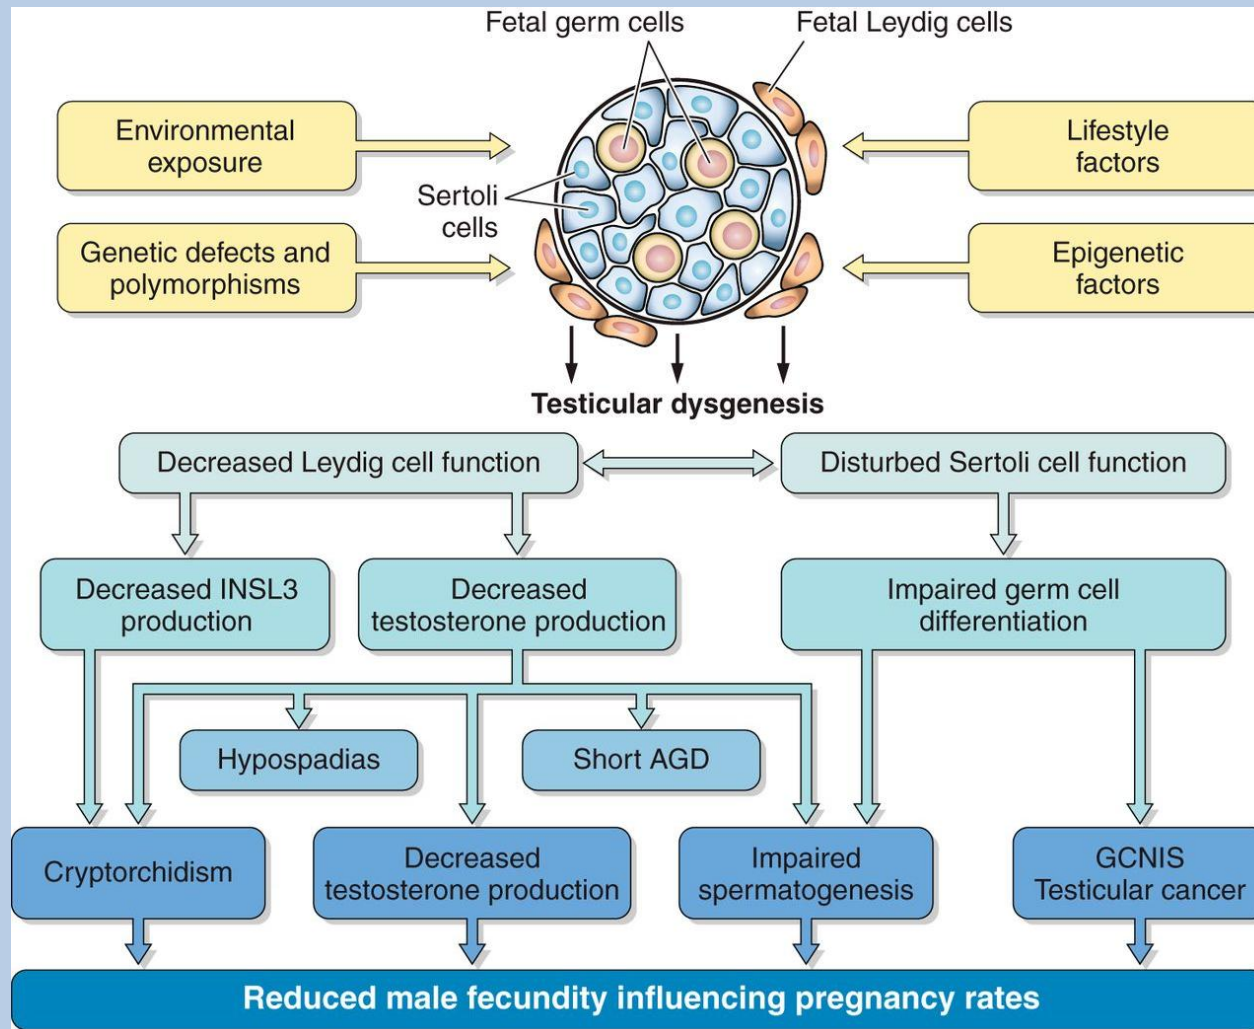 Fetal germ cells
Fetal Leydig cells
Environmental
exposure
Lifestyle
factors
Sertoli
cells
Genetic defects and
polymorphisms
Epigenetic
factors
Testicular dysgenesis
Decreased Leydig cell function
Disturbed Sertoli cell function
Decreased INSL3
production
Decreased
testosterone production
Impaired germ cell
differentiation
Hypospadias
Short AGD
Cryptorchidism
Decreased
testosterone production
Impaired
spermatogenesis
GCNIS
Testicular cancer
Reduced male fecundity influencing pregnancy rates